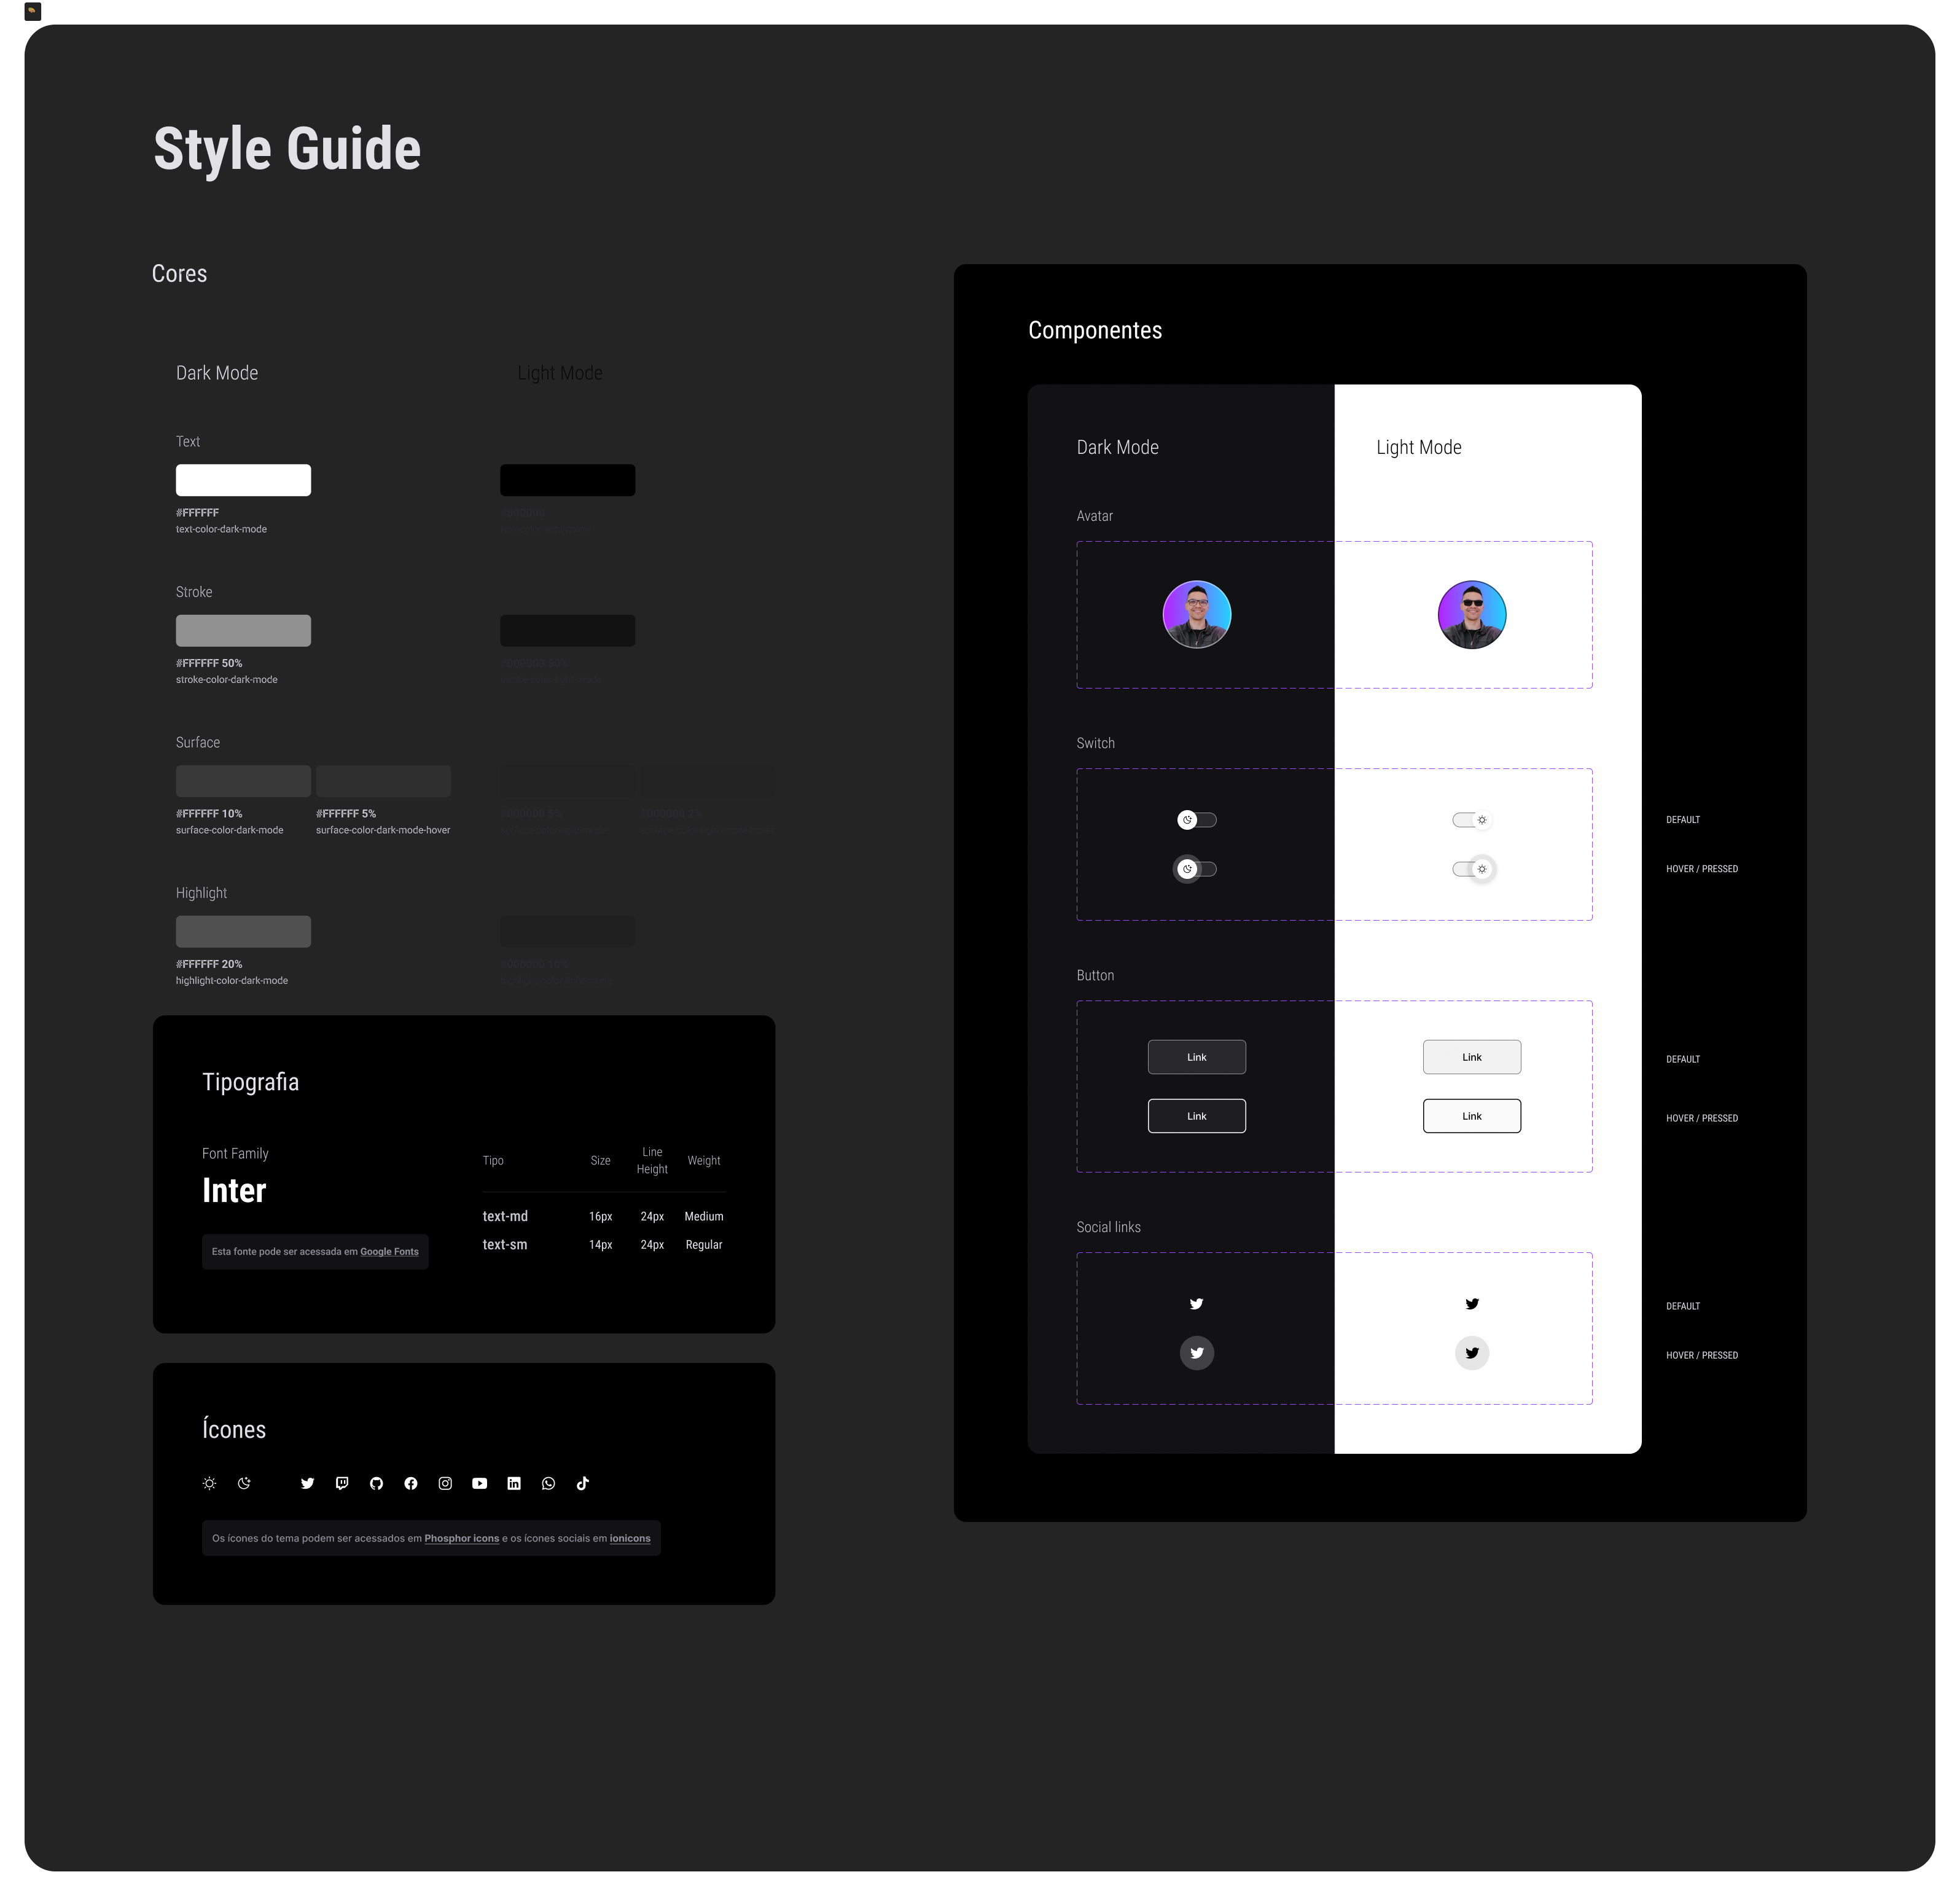 Style Guide
Cores
Dark Mode
Light Mode
Text
#FFFFFF
text-color-dark-mode
Stroke
#FFFFFF 50%
stroke-color-dark-mode
Surface
#FFFFFF 10%
surface-color-dark-mode
#FFFFFF 5%
surface-color-dark-mode-hover
Highlight
#FFFFFF 20%
highlight-color-dark-mode
Tipografia
Font Family
Inter
Esta fonte pode ser acessada em Google Fonts
Tipo Size Line Height Weight
text-md 16px 24px Medium
text-sm 14px 24px Regular
Ícones
Os ícones do tema podem ser acessados em Phosphor icons e os ícones sociais em ionicons
Componentes
Dark Mode
Light Mode
Avatar
Switch
DEFAULT
HOVER / PRESSED
Button
Link
Link
DEFAULT
Link
Link
HOVER / PRESSED
Social links
DEFAULT
HOVER / PRESSED